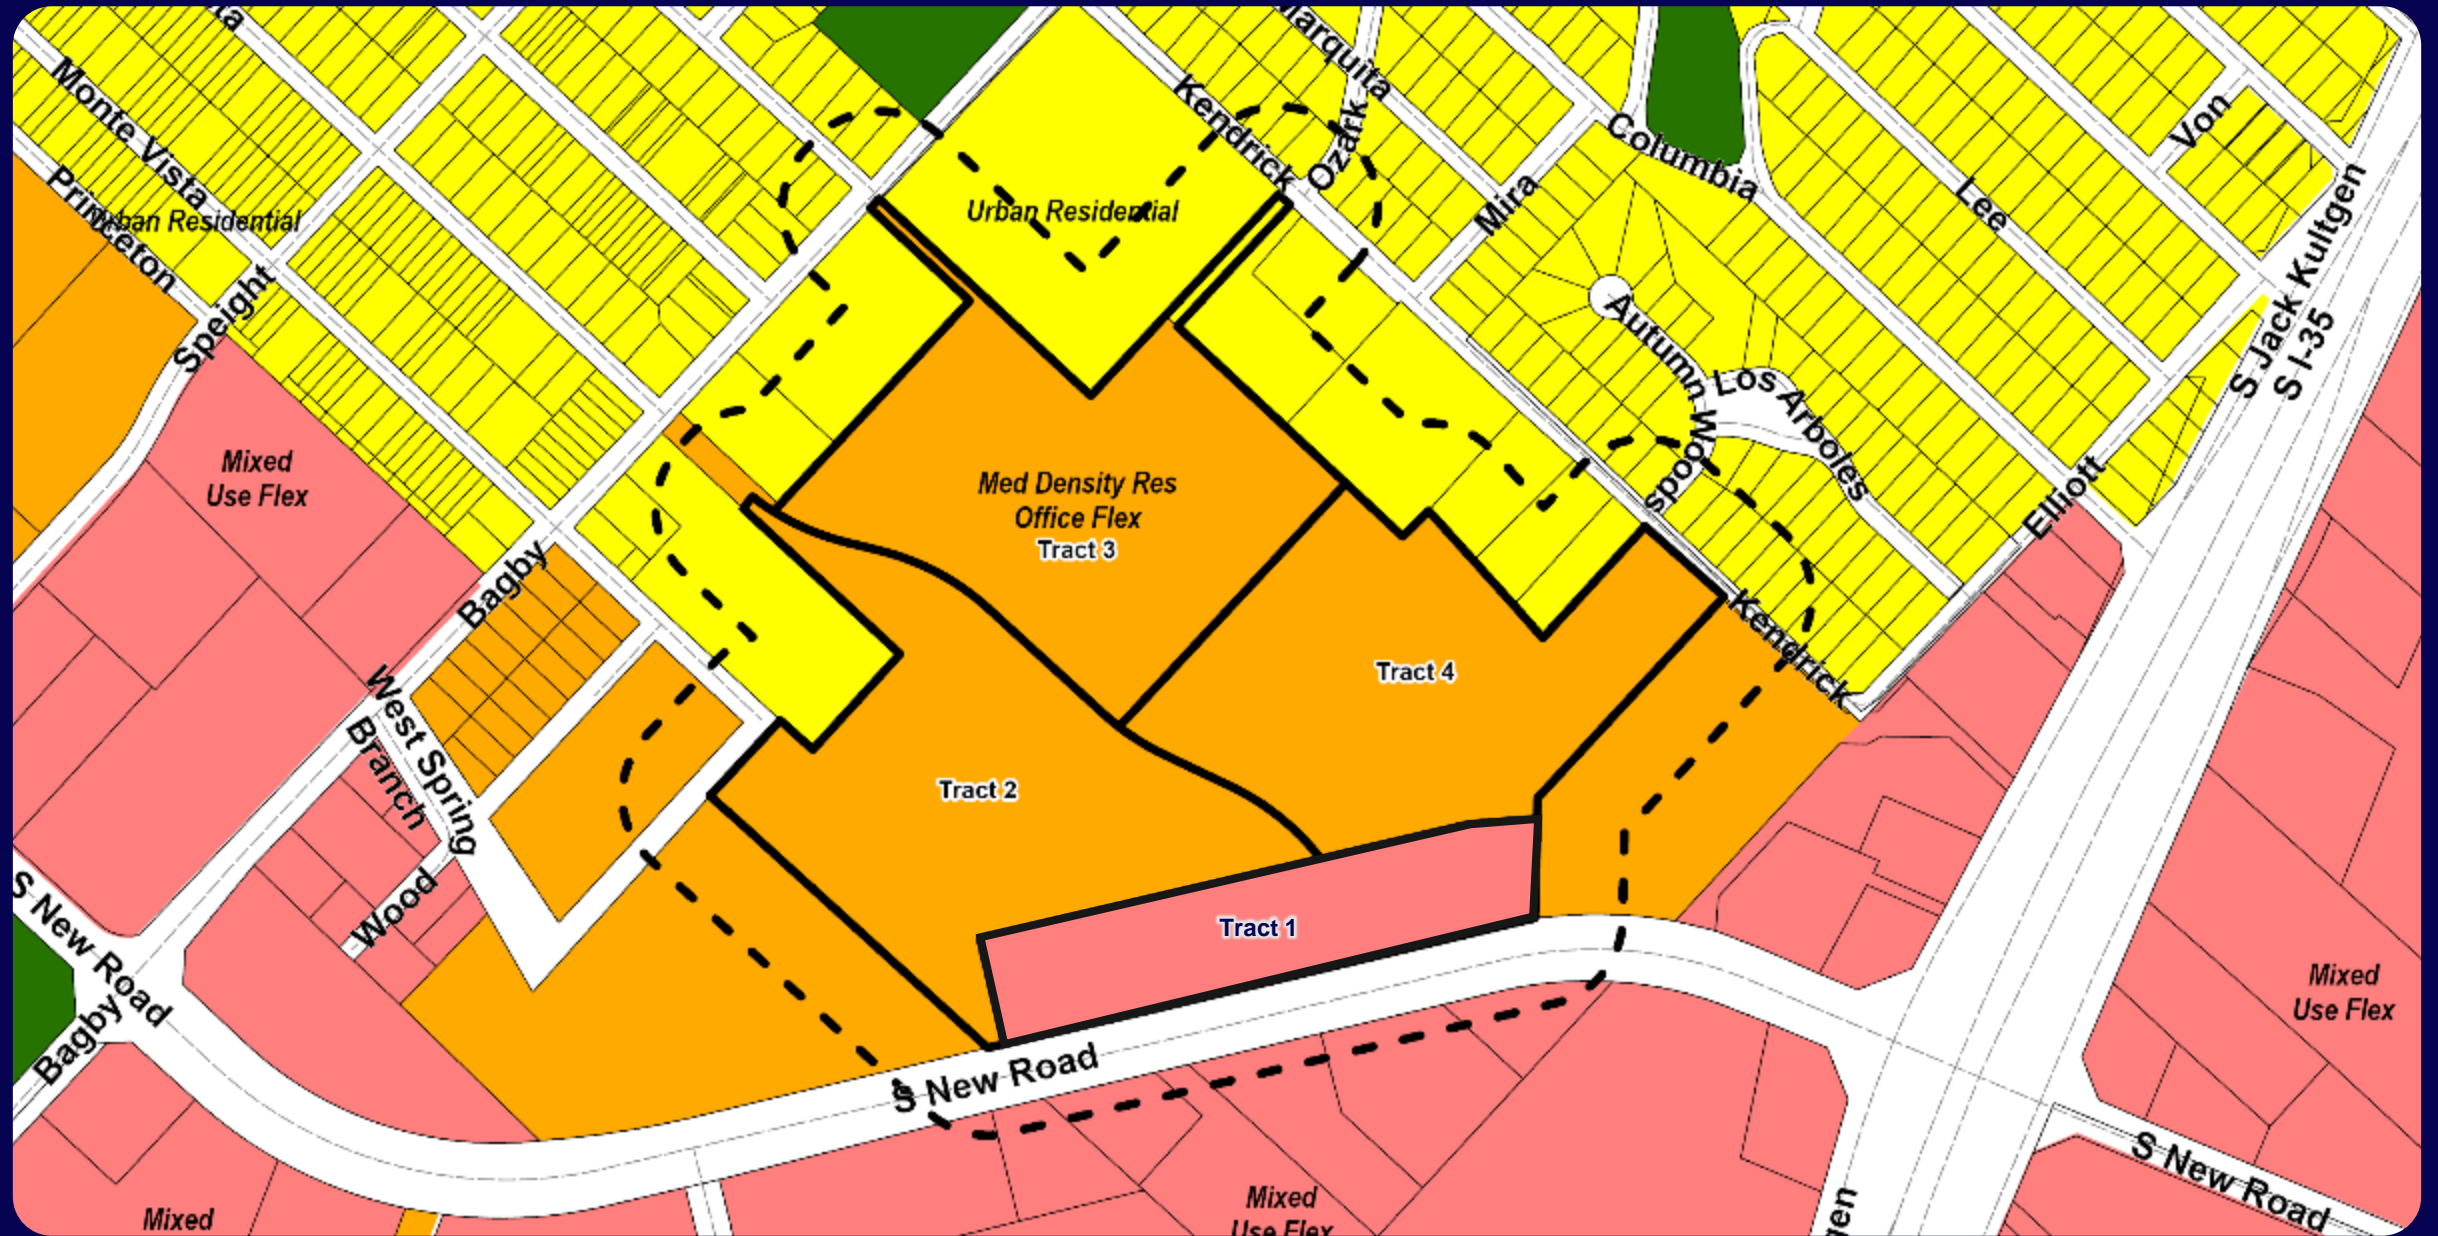 ta
Monte Vista
Princeton
Urban Residential
Speight
Marquita
Kendrick
Ozark
Urban Residential
Mira
Columbia
Von
Lee
S Jack Kultgen
S I-35
Autumn Woods
Los Arboles
Elliott
Mixed
Use Flex
Med Density Res
Office Flex
Tract 3
Bagby
West Spring
Branch
Wood
Kendrick
Tract 4
Tract 2
Tract 1
S New Road
Bagby
S New Road
Mixed
Use Flex
Mixed
Mixed
Use Flex
gen
S New Road